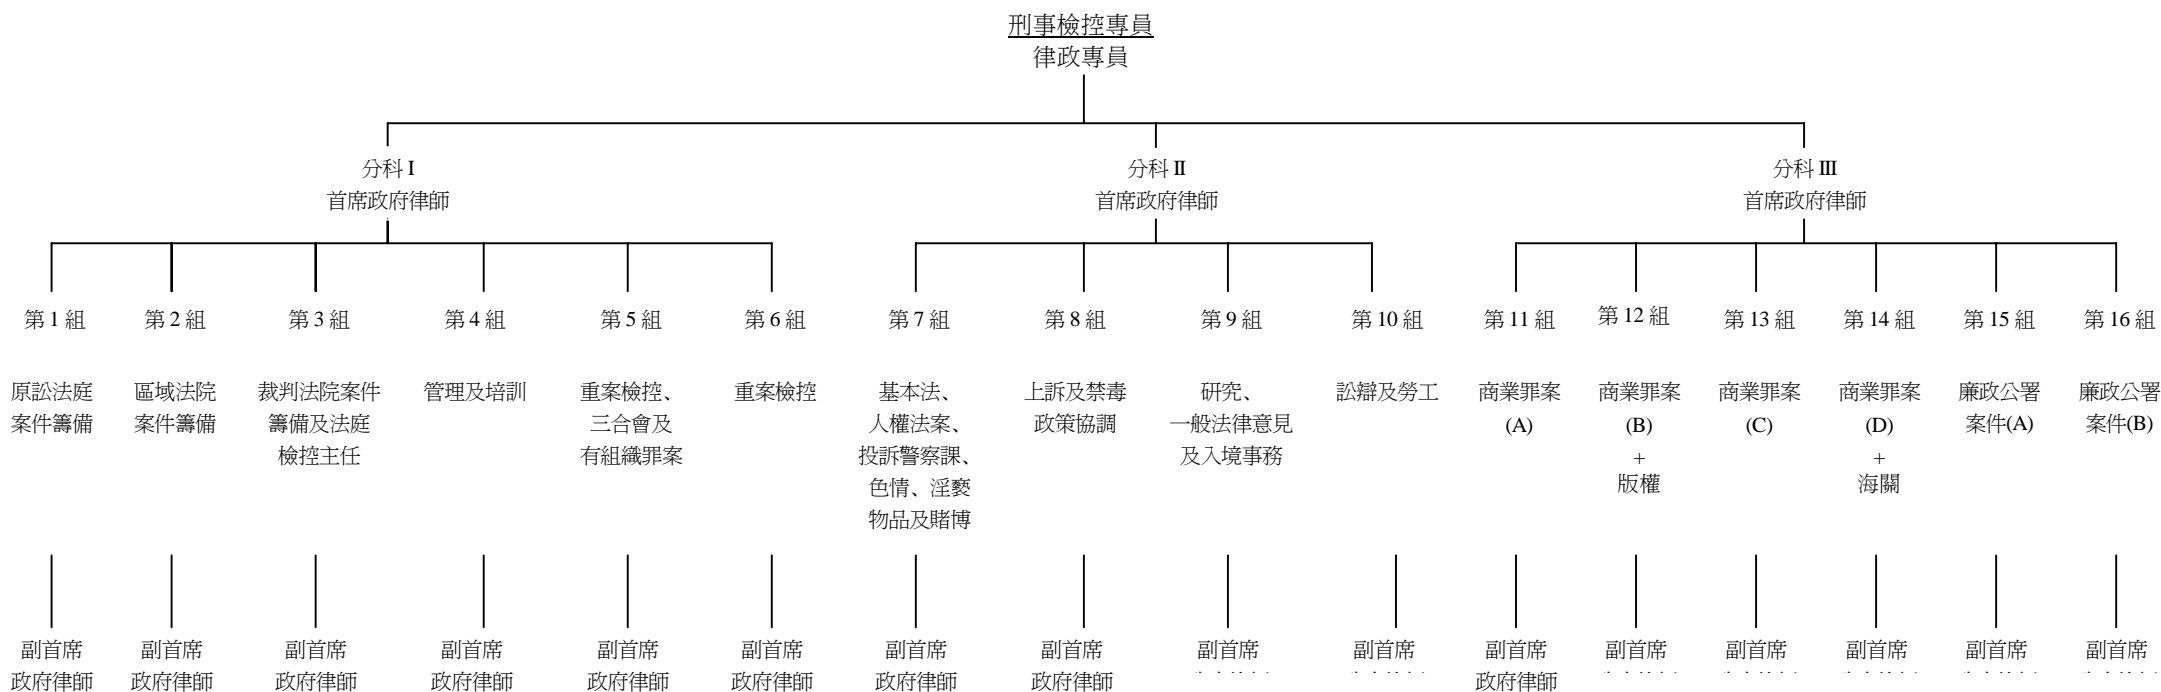 刑事檢控專員
律政專員
分科 I
首席政府律師
分科 II
首席政府律師
分科 III
首席政府律師
第 1 組
原訟法庭
案件籌備
副首席
政府律師
第 2 組
區域法院
案件籌備
副首席
政府律師
第 3 組
裁判法院案件
籌備及法庭
檢控主任
副首席
政府律師
第 4 組
管理及培訓
副首席
政府律師
第 5 組
重案檢控、
三合會及
有組織罪案
副首席
政府律師
第 6 組
重案檢控
副首席
政府律師
第 7 組
基本法、
人權法案、
投訴警察課、
色情、淫褻
物品及賭博
副首席
政府律師
第 8 組
上訴及禁毒
政策協調
副首席
政府律師
第 9 組
研究、
一般法律意見
及入境事務
副首席
第 10 組
訟辯及勞工
副首席
第 11 組
商業罪案
(A)
副首席
政府律師
第 12 組
商業罪案
(B)
+
版權
副首席
第 13 組
商業罪案
(C)
副首席
第 14 組
商業罪案
(D)
+
海關
副首席
第 15 組
廉政公署
案件(A)
副首席
第 16 組
廉政公署
案件(B)
副首席